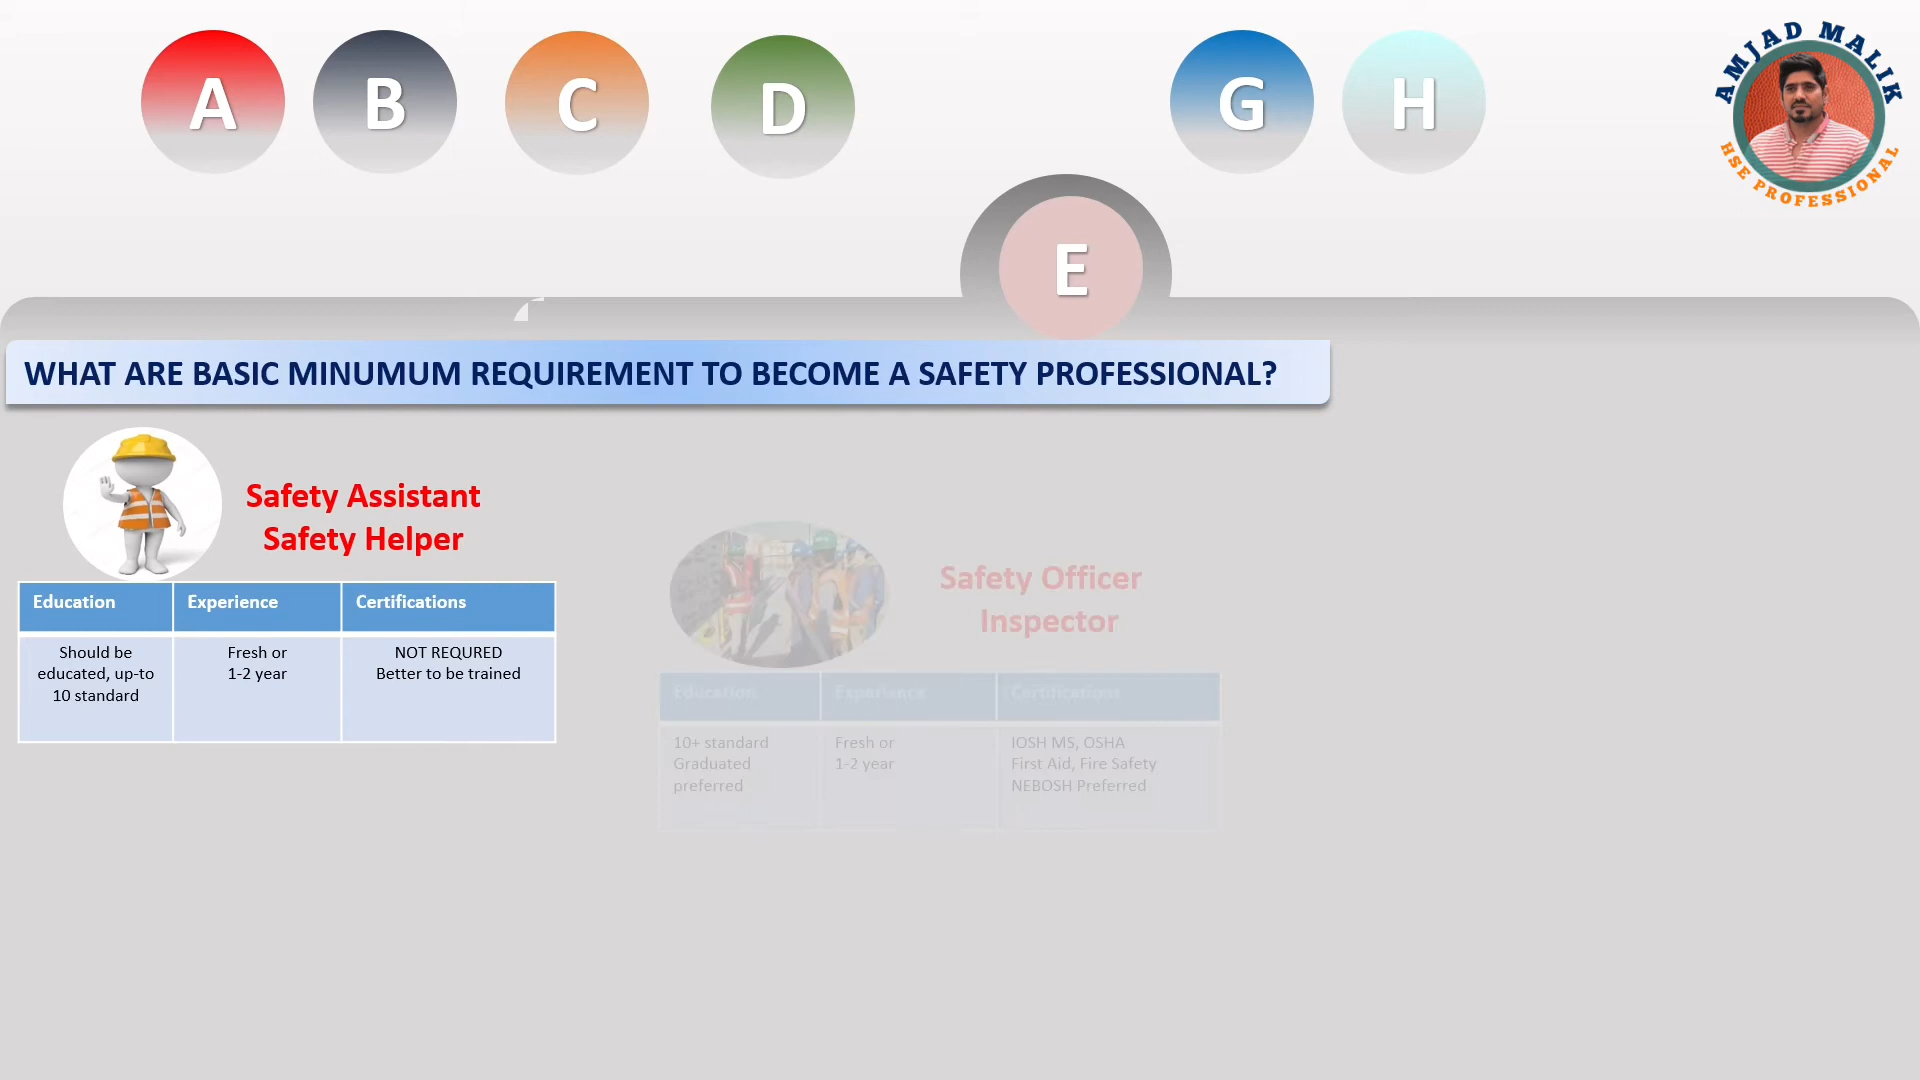 A
B
C
D
G
H
AMJAD MALIK
HSE PROFESSIONAL
E
WHAT ARE BASIC MINUMUM REQUIREMENT TO BECOME A SAFETY PROFESSIONAL?
Safety Assistant
Safety Helper
Education
Experience
Certifications
Should be
educated, up-to
10 standard
Fresh or
1-2 year
NOT REQURED
Better to be trained
Safety Officer
Inspector
Education
Experience
Certifications
10+ standard
Graduated
preferred
Fresh or
1-2 year
IOSH MS, OSHA
First Aid, Fire Safety
NEBOSH Preferred